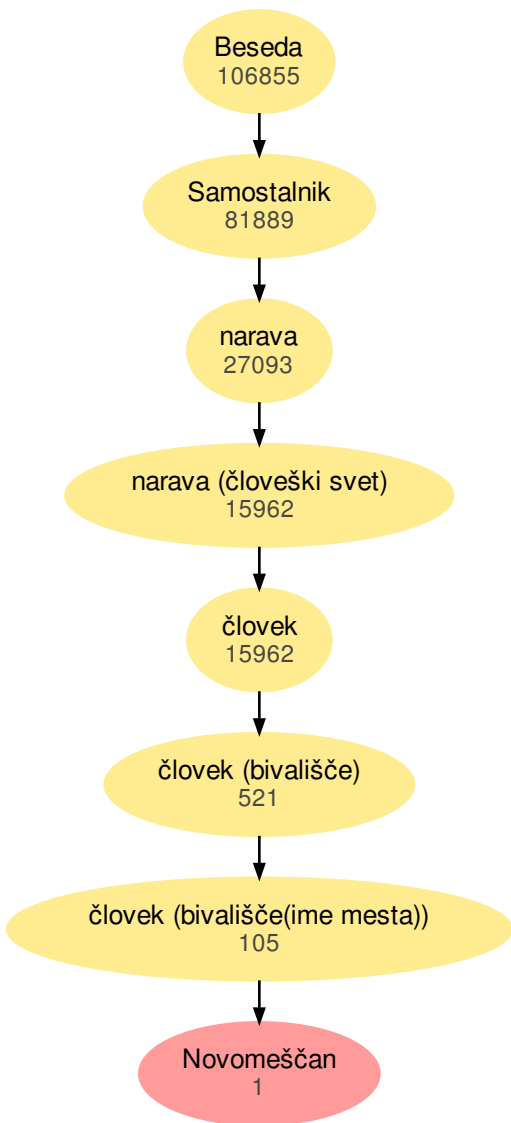 Beseda
106855
Samostalnik
81889
narava
27093
narava (človeški svet)
15962
človek
15962
človek (bivališče)
521
človek (bivališče(ime mesta))
105
Novomeščan
1